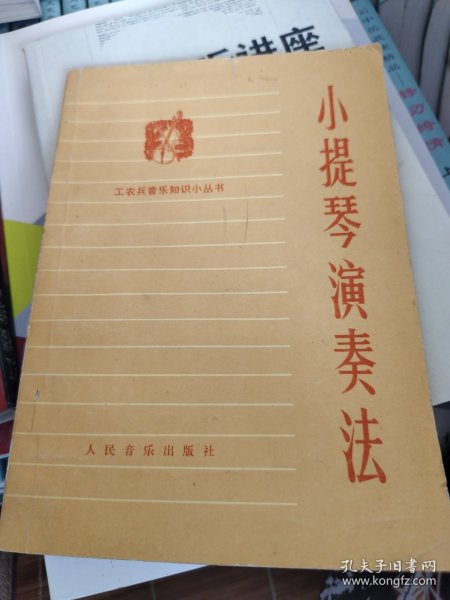 讲座
小提琴演奏法
工农兵音乐知识小丛书
人民音乐出版社
孔夫子旧书网
www.kongfz.com